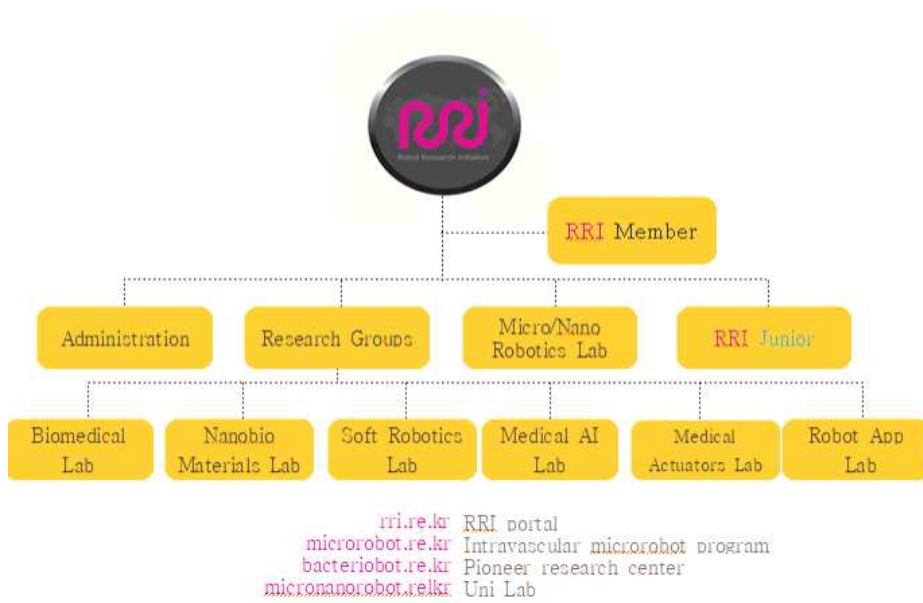 RRI
Robot Research Initiative
RRI Member
Administration
Research Groups
Micro/Nano
Robotics Lab
RRI Junior
Biomedical
Lab
Nanobio
Materials Lab
Soft Robotics
Lab
Medical AI
Lab
Medical
Actuators Lab
Robot App
Lab
rri.re.kr RRI portal
microrobot.re.kr Intravascular microrobot program
bacteriobot.re.kr Pioneer research center
micronanorobot.relkr Uni Lab